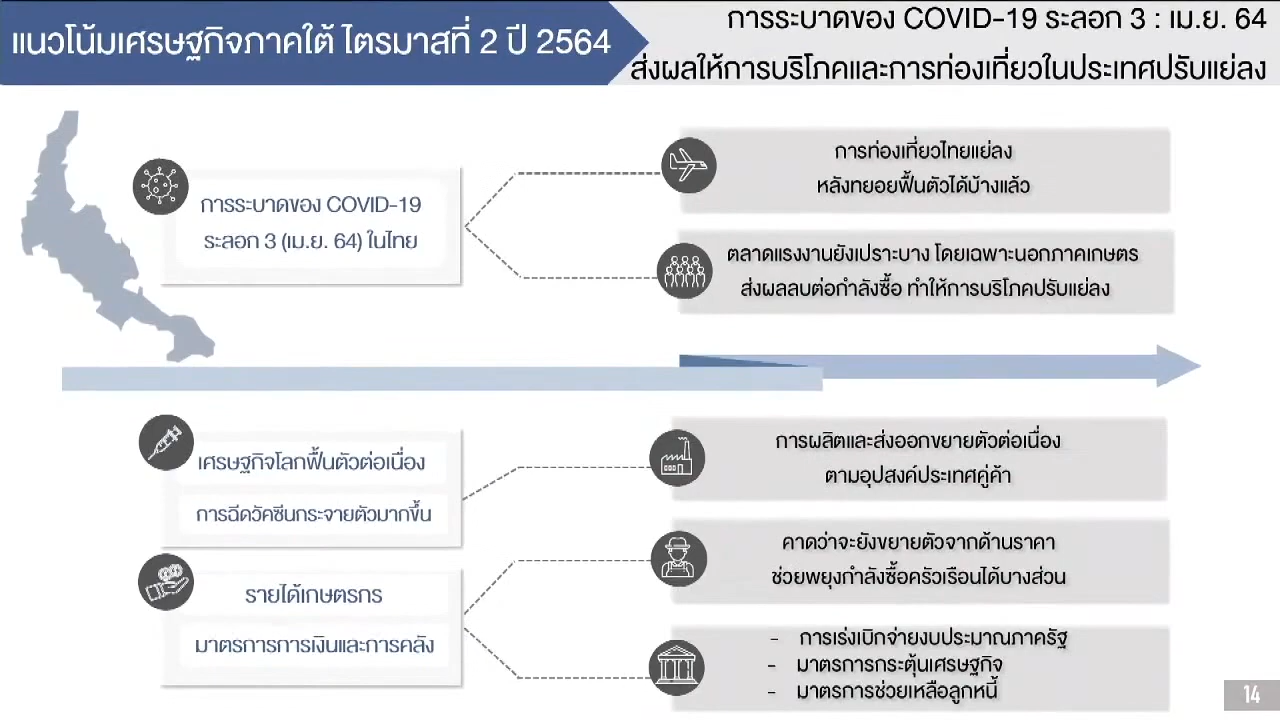 แนวโน้มเศรษฐกิจภาคใต้ ไตรมาสที่ 2 ปี 2564
การระบาดของ COVID-19 ระลอก 3 : เม.ย. 64
ส่งผลให้การบริโภคและการท่องเที่ยวในประเทศปรับแย่ลง
การระบาดของ COVID-19
ระลอก 3 (เม.ย. 64) ในไทย
การท่องเที่ยวไทยแย่ลง
หลังทยอยฟื้นตัวได้บ้างแล้ว
ตลาดแรงงานยังเปราะบาง โดยเฉพาะนอกภาคเกษตร
ส่งผลลบต่อกำลังซื้อ ทำให้การบริโภคปรับแย่ลง
เศรษฐกิจโลกฟื้นตัวต่อเนื่อง
การฉีดวัคซีนกระจายตัวมากขึ้น
การผลิตและส่งออกขยายตัวต่อเนื่อง
ตามอุปสงค์ประเทศคู่ค้า
รายได้เกษตรกร
มาตรการการเงินและการคลัง
คาดว่าจะยังขยายตัวจากด้านราคา
ช่วยพยุงกำลังซื้อครัวเรือนได้บางส่วน
- การเร่งเบิกจ่ายงบประมาณภาครัฐ
- มาตรการกระตุ้นเศรษฐกิจ
- มาตรการช่วยเหลือลูกหนี้
14